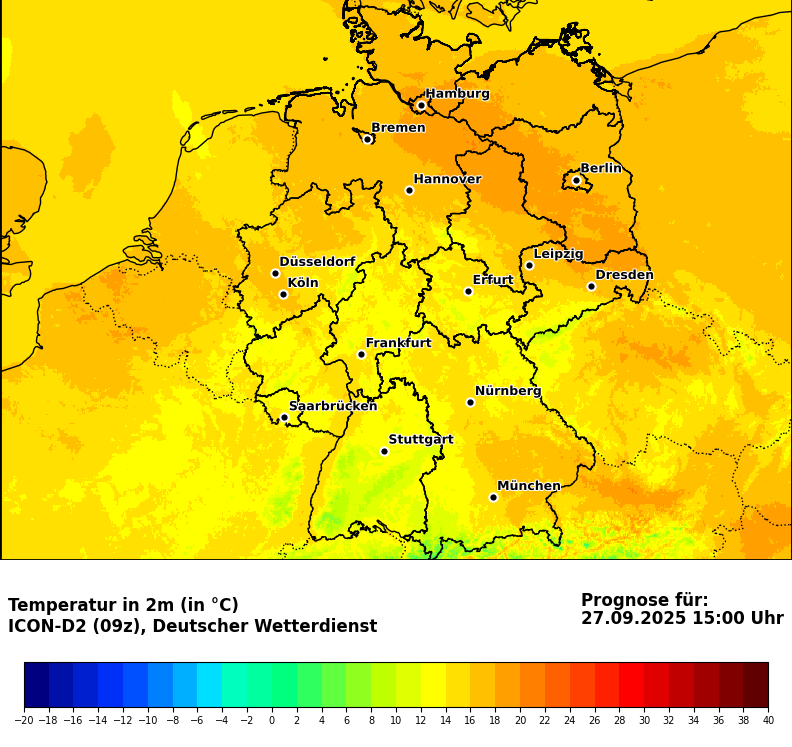 Hamburg
Bremen
Berlin
Hannover
Leipzig
Düsseldorf
Dresden
Köln
Erfurt
Frankfurt
Nürnberg
Saarbrücken
Stuttgart
München
Temperatur in 2m (in °C)
ICON-D2 (09z), Deutscher Wetterdienst
Prognose für:
27.09.2025 15:00 Uhr
−20 −18 −16 −14 −12 −10 −8 −6 −4 −2 0 2 4 6 8 10 12 14 16 18 20 22 24 26 28 30 32 34 36 38 40